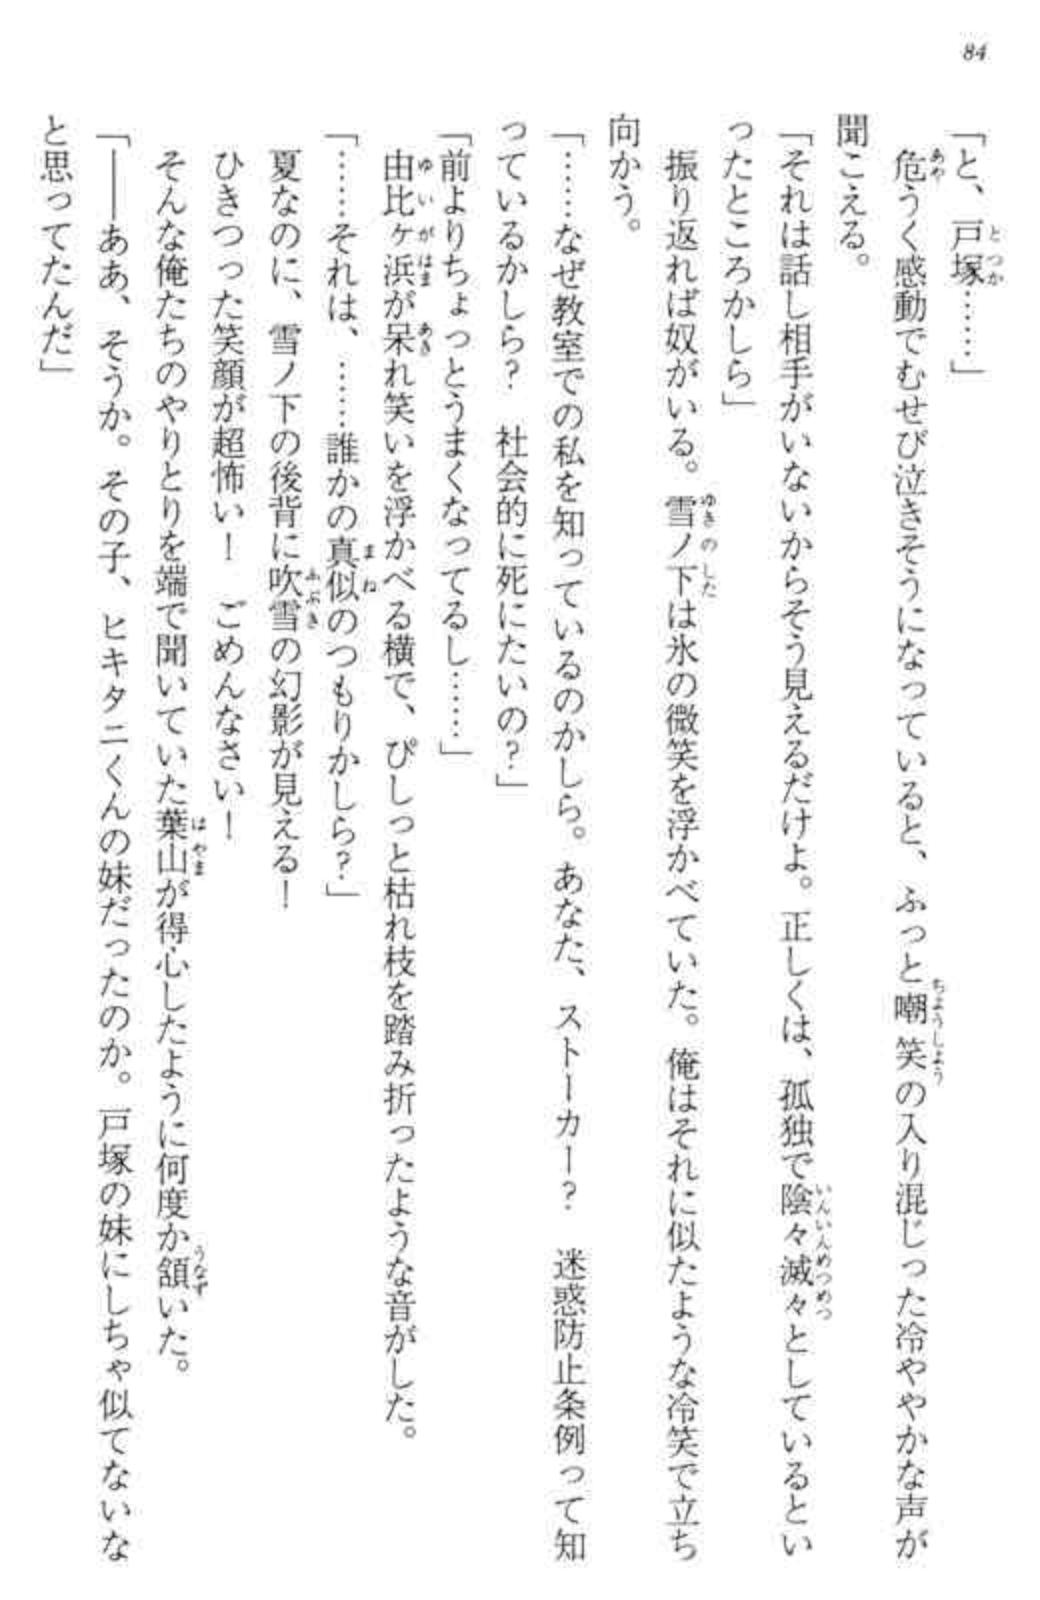 84
「と、戸塚……」
危うく感動でむせび泣きそうになっていると、ふっと嘲笑の入り混じった冷ややかな声が
聞こえる。
「それは話し相手がいないからそう見えるだけよ。正しくは、孤独で陰々滅々としているとい
ったところかしら」
振り返れば奴がいる。雪ノ下は氷の微笑を浮かべていた。俺はそれに似たような冷笑で立ち
向かう。
「……なぜ教室での私を知っているのかしら。あなた、ストーカー？　迷惑防止条例って知
っているかしら？　社会的に死にたいの？」
「前よりちょっとうまくなってるし……」
由比ヶ浜が呆れ笑いを浮かべる横で、ぴしっと枯れ枝を踏み折ったような音がした。
「……それは、……誰かの真似のつもりかしら？」
夏なのに、雪ノ下の後背に吹雪の幻影が見える！
ひきつった笑顔が超怖い！　ごめんなさい！
そんな俺たちのやりとりを端で聞いていた葉山が得心したように何度か頷いた。
「――ああ、そうか。その子、ヒキタニくんの妹だったのか。戸塚の妹にしちゃ似てないな
と思ってたんだ」